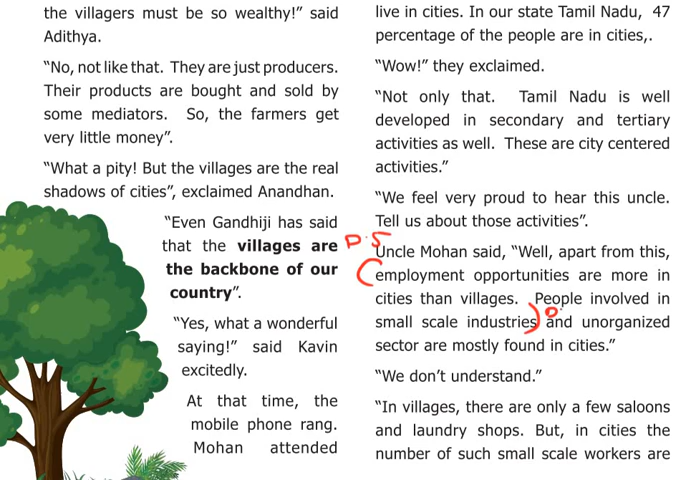 the villagers must be so wealthy!” said
Adithya.
“No, not like that. They are just producers.
Their products are bought and sold by
some mediators. So, the farmers get
very little money”.
“What a pity! But the villages are the real
shadows of cities”, exclaimed Anandhan.
“Even Gandhiji has said
that the villages are
the backbone of our
country”.
“Yes, what a wonderful
saying!” said Kavin
excitedly.
At that time, the
mobile phone rang.
Mohan attended
live in cities. In our state Tamil Nadu, 47
percentage of the people are in cities,.
“Wow!” they exclaimed.
“Not only that. Tamil Nadu is well
developed in secondary and tertiary
activities as well. These are city centered
activities.”
“We feel very proud to hear this uncle.
Tell us about those activities”.
D.S
Uncle Mohan said, “Well, apart from this,
employment opportunities are more in
cities than villages. People involved in
small scale industries and unorganized
sector are mostly found in cities.”
“We don’t understand.”
“In villages, there are only a few saloons
and laundry shops. But, in cities the
number of such small scale workers are